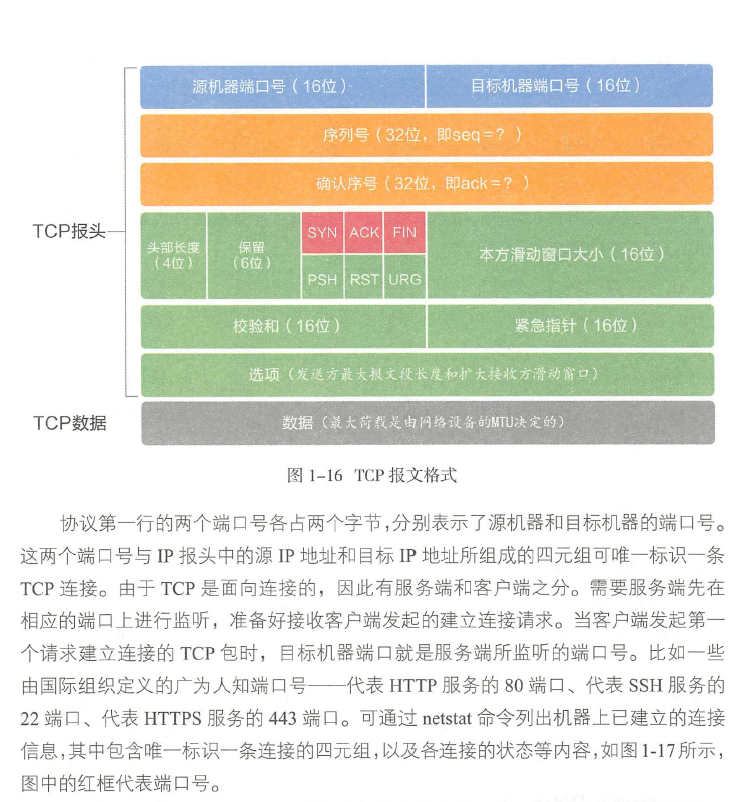 源机器端口号（16位）
目标机器端口号（16位）
序列号（32位，即seq=？）
确认序号（32位，即ack=？）
TCP报头
头部长度
（4位）
保留
（6位）
SYN ACK FIN
PSH RST URG
本方滑动窗口大小（16位）
校验和（16位）
紧急指针（16位）
选项（发送方最大报文段长度和扩大接收方滑动窗口）
TCP数据
数据（最大荷载是由网络设备的MTU决定的）
图 1-16 TCP 报文格式
协议第一行的两个端口号各占两个字节,分别表示了源机器和目标机器的端口号。
这两个端口号与 IP 报头中的源 IP 地址和目标 IP 地址所组成的四元组可唯一标识一条
TCP 连接。由于 TCP 是面向连接的，因此有服务端和客户端之分。需要服务端先在
相应的端口上进行监听，准备好接收客户端发起的建立连接请求。当客户端发起第一
个请求建立连接的 TCP 包时，目标机器端口就是服务端所监听的端口号。比如一些
由国际组织定义的广为人知端口号——代表 HTTP 服务的 80 端口、代表 SSH 服务的
22 端口、代表 HTTPS 服务的 443 端口。可通过 netstat 命令列出机器上已建立的连接
信息,其中包含唯一标识一条连接的四元组,以及各连接的状态等内容,如图1-17所示，
图中的红框代表端口号。